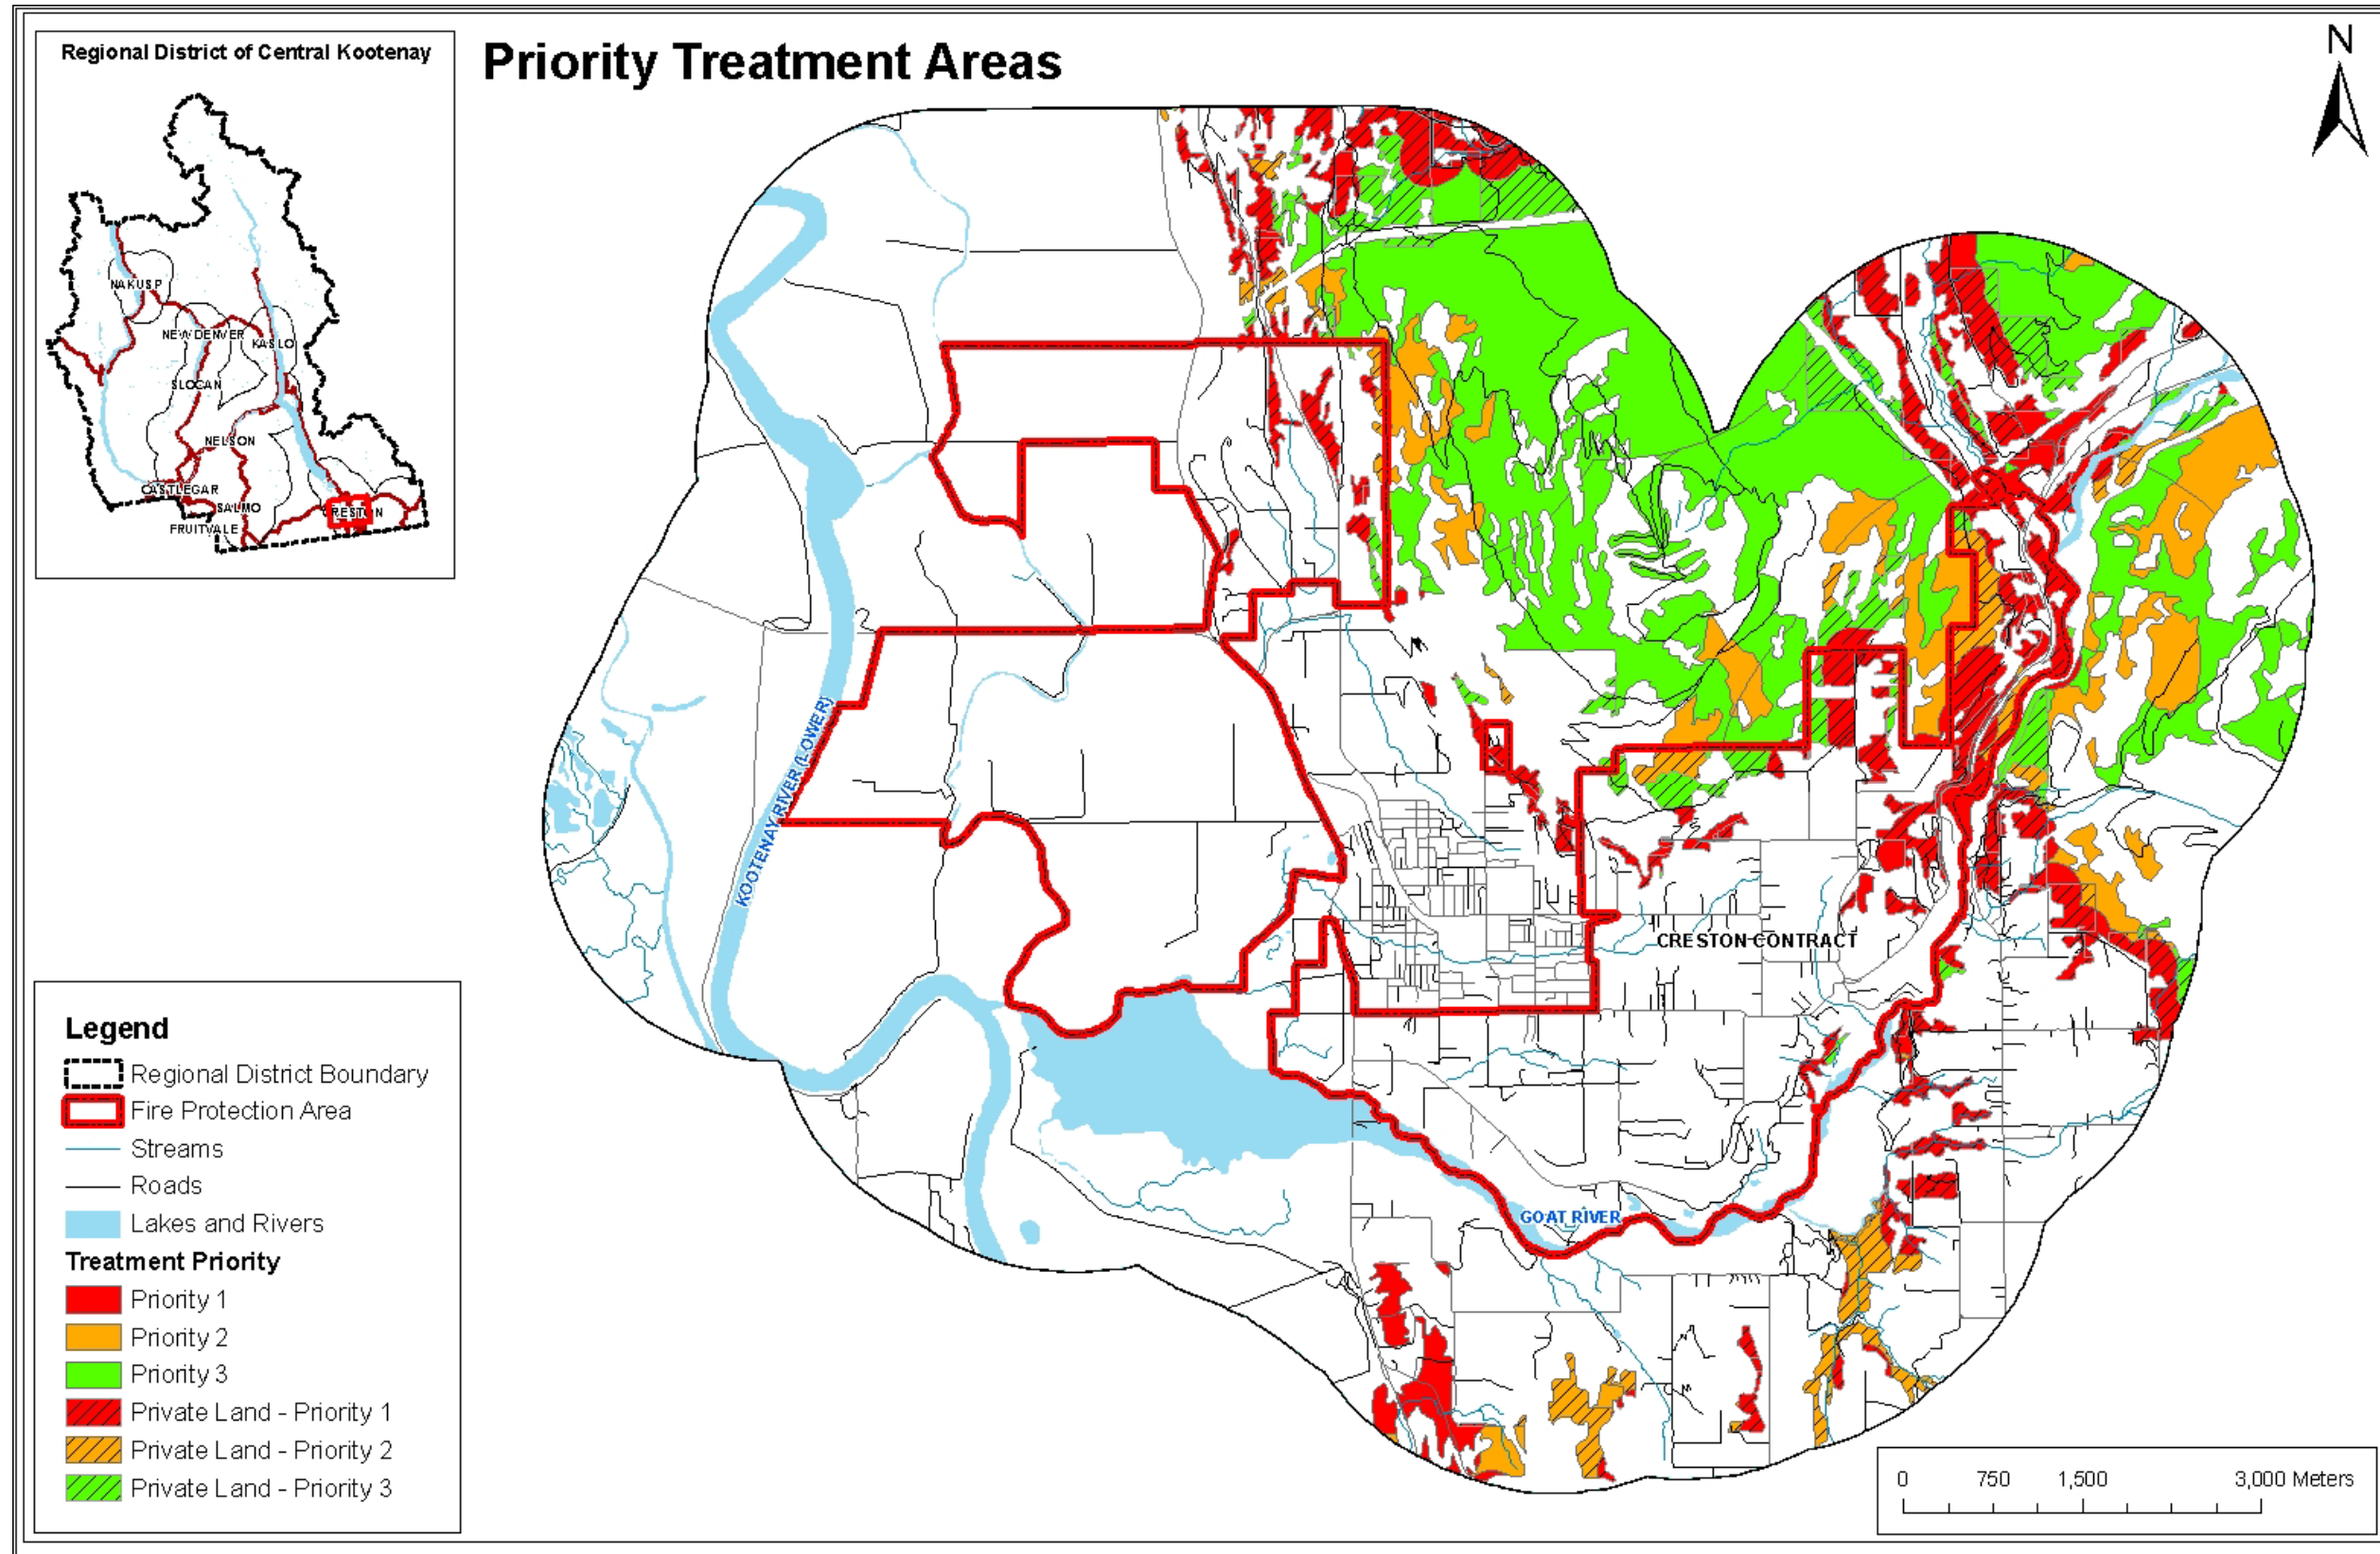 Regional District of Central Kootenay
Priority Treatment Areas
N
NAKUSP
NEW DENVER
KASLO
SLOCAN
NELSON
CASTLEGAR
SALMO
FRUITVALE
RESTON
KOOTENAY RIVER (LOWER)
CRESTON CONTRACT
GOAT RIVER
Legend
Regional District Boundary
Fire Protection Area
Streams
Roads
Lakes and Rivers
Treatment Priority
Priority 1
Priority 2
Priority 3
Private Land - Priority 1
Private Land - Priority 2
Private Land - Priority 3
0 750 1,500 3,000 Meters